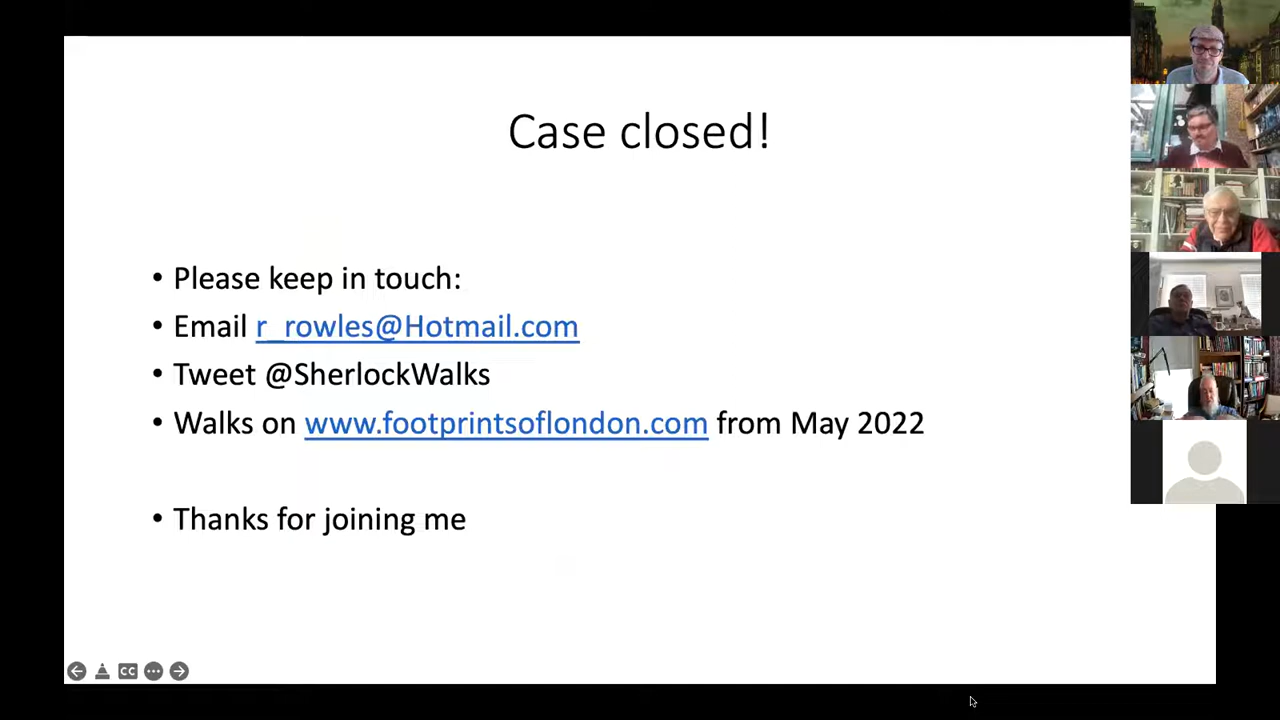 Case closed!
• Please keep in touch:
• Email r_rowles@Hotmail.com
• Tweet @SherlockWalks
• Walks on www.footprintsoflondon.com from May 2022
• Thanks for joining me
CC